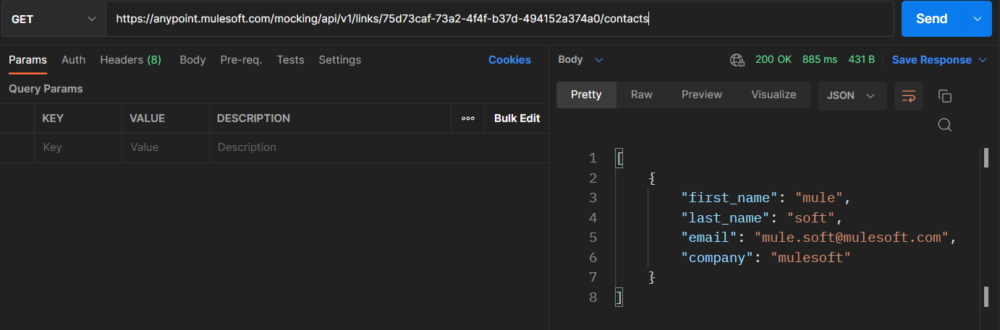 GET https://anypoint.mulesoft.com/mocking/api/v1/links/75d73caf-73a2-4f4f-b37d-494152a374a0/contacts Send
Params Auth Headers (8) Body Pre-req. Tests Settings Cookies
Query Params
KEY VALUE DESCRIPTION Bulk Edit
Key Value Description
Body 200 OK 885 ms 431 B Save Response
Pretty Raw Preview Visualize JSON
1 [
2 {
3 "first_name": "mule",
4 "last_name": "soft",
5 "email": "mule.soft@mulesoft.com",
6 "company": "mulesoft"
7 }
8 ]